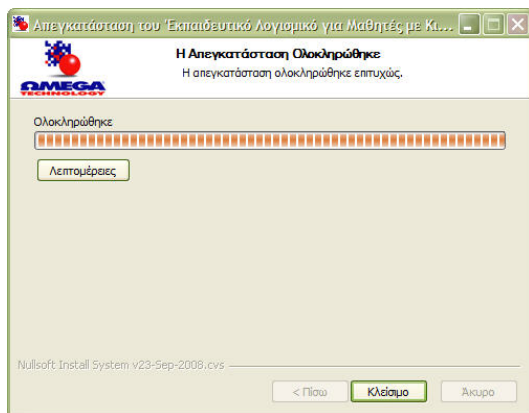 Απεγκατάσταση του 'Εκπαιδευτικό Λογισμικό για Μαθητές με Κι...
Η Απεγκατάσταση Ολοκληρώθηκε
Η απεγκατάσταση ολοκληρώθηκε επιτυχώς.
ΩMEGA
TECHNOLOGY
Ολοκληρώθηκε
Λεπτομέρειες
Nullsoft Install System v23-Sep-2008.cvs
< Πίσω Κλείσιμο Άκυρο